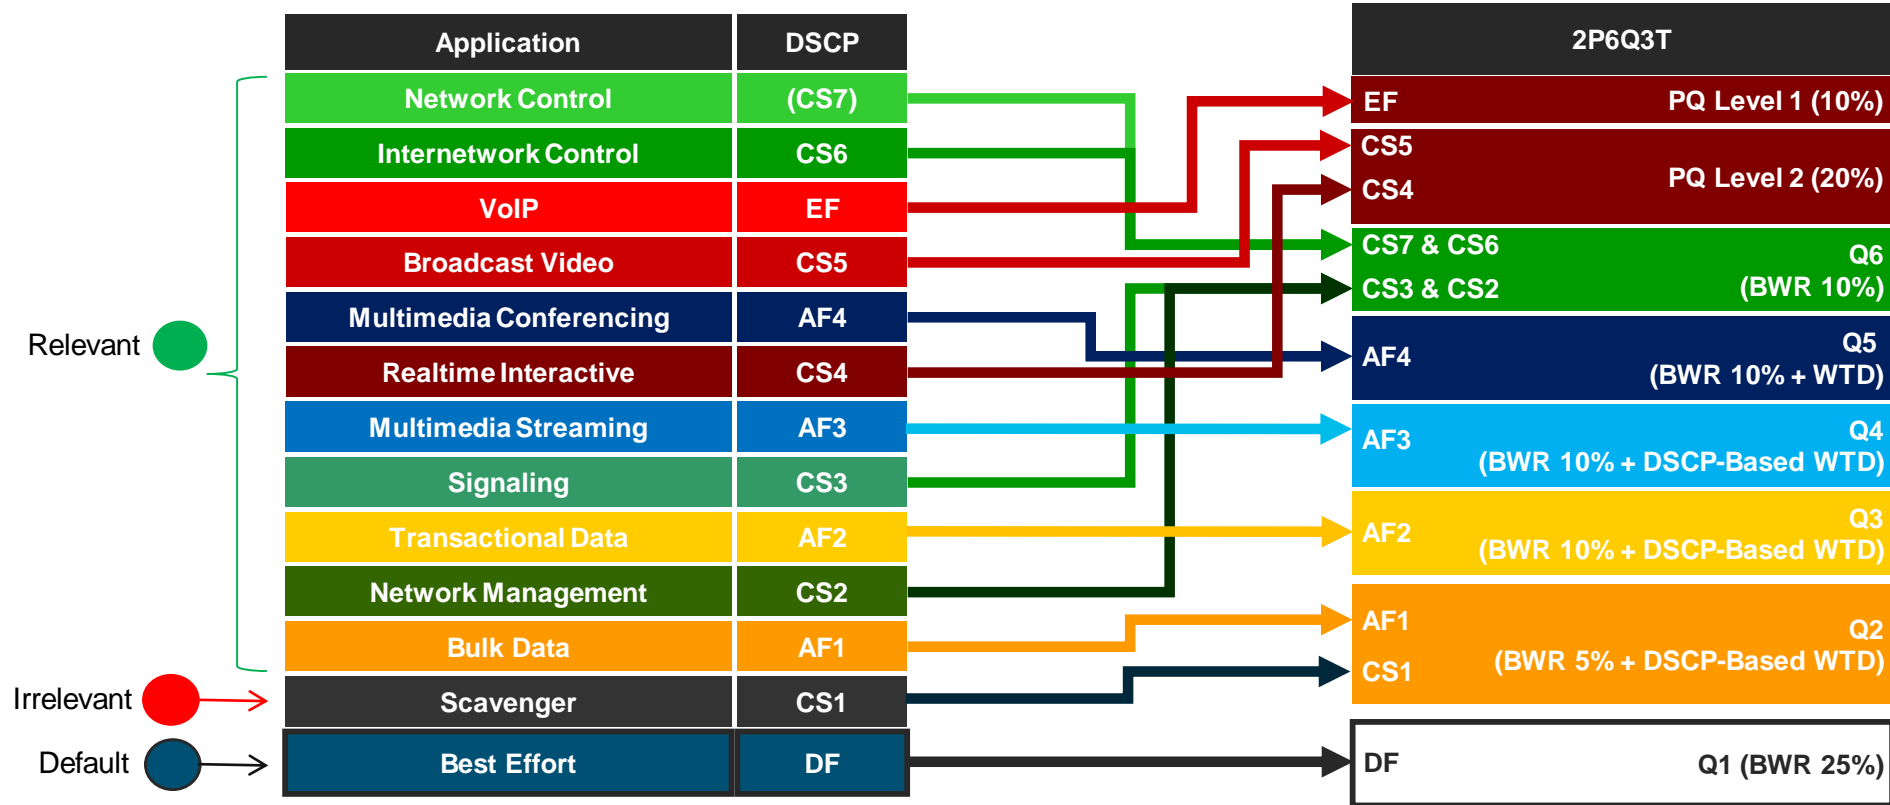 Application DSCP
Network Control (CS7)
Internetwork Control CS6
VoIP EF
Broadcast Video CS5
Multimedia Conferencing AF4
Realtime Interactive CS4
Multimedia Streaming AF3
Signaling CS3
Transactional Data AF2
Network Management CS2
Bulk Data AF1
Scavenger CS1
Best Effort DF
Relevant
Irrelevant
Default
2P6Q3T
EF PQ Level 1 (10%)
CS5
CS4
PQ Level 2 (20%)
CS7 & CS6
CS3 & CS2
Q6
(BWR 10%)
AF4
Q5
(BWR 10% + WTD)
AF3
Q4
(BWR 10% + DSCP-Based WTD)
AF2
Q3
(BWR 10% + DSCP-Based WTD)
AF1
CS1
Q2
(BWR 5% + DSCP-Based WTD)
DF Q1 (BWR 25%)